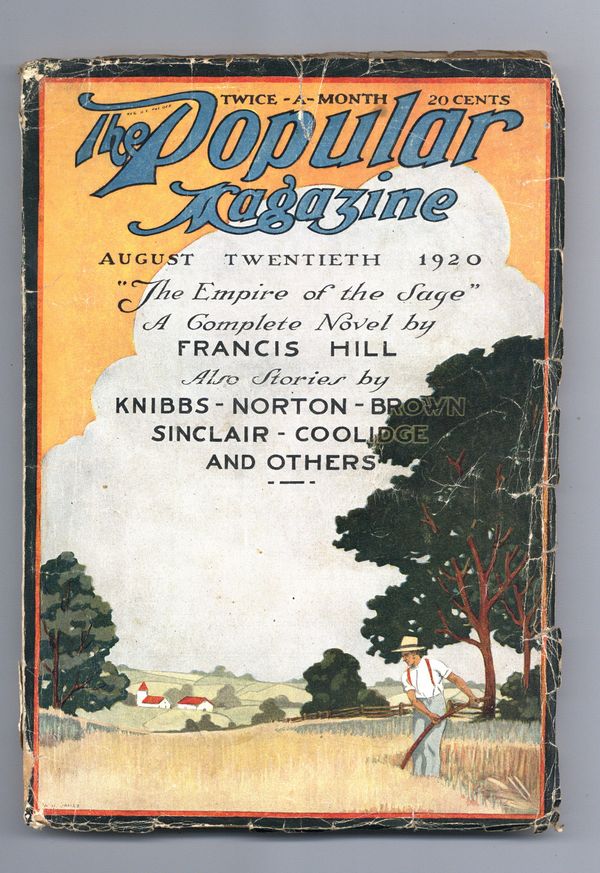 TWICE-A-MONTH 20 CENTS
The Popular
Magazine
AUGUST TWENTIETH 1920
"The Empire of the Sage"
A Complete Novel by
FRANCIS HILL
Also Stories by
KNIBBS - NORTON - BROWN
SINCLAIR - COOLIDGE
AND OTHERS